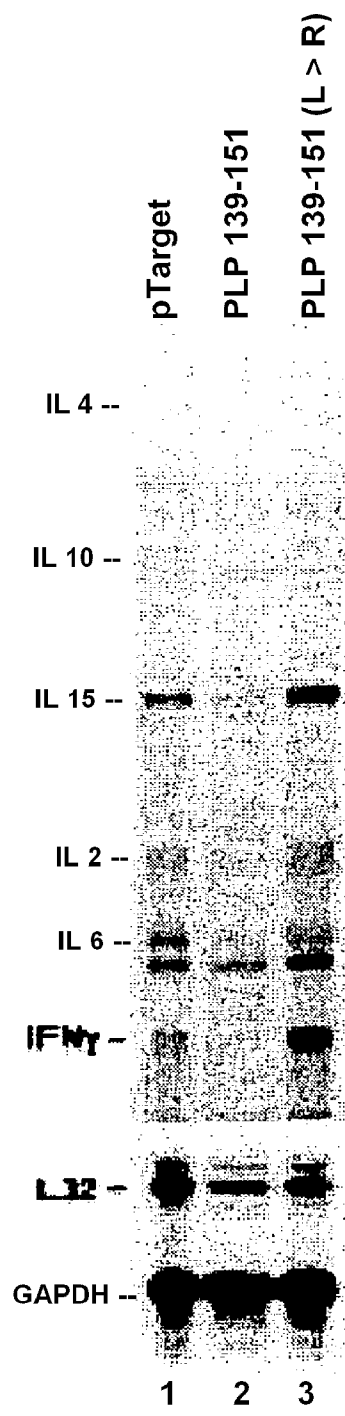 pTarget
PLP 139-151
PLP 139-151 (L > R)
IL 4 --
IL 10 --
IL 15 --
IL 2 --
IL 6 --
IFNγ -
L32 -
GAPDH --
1 2 3